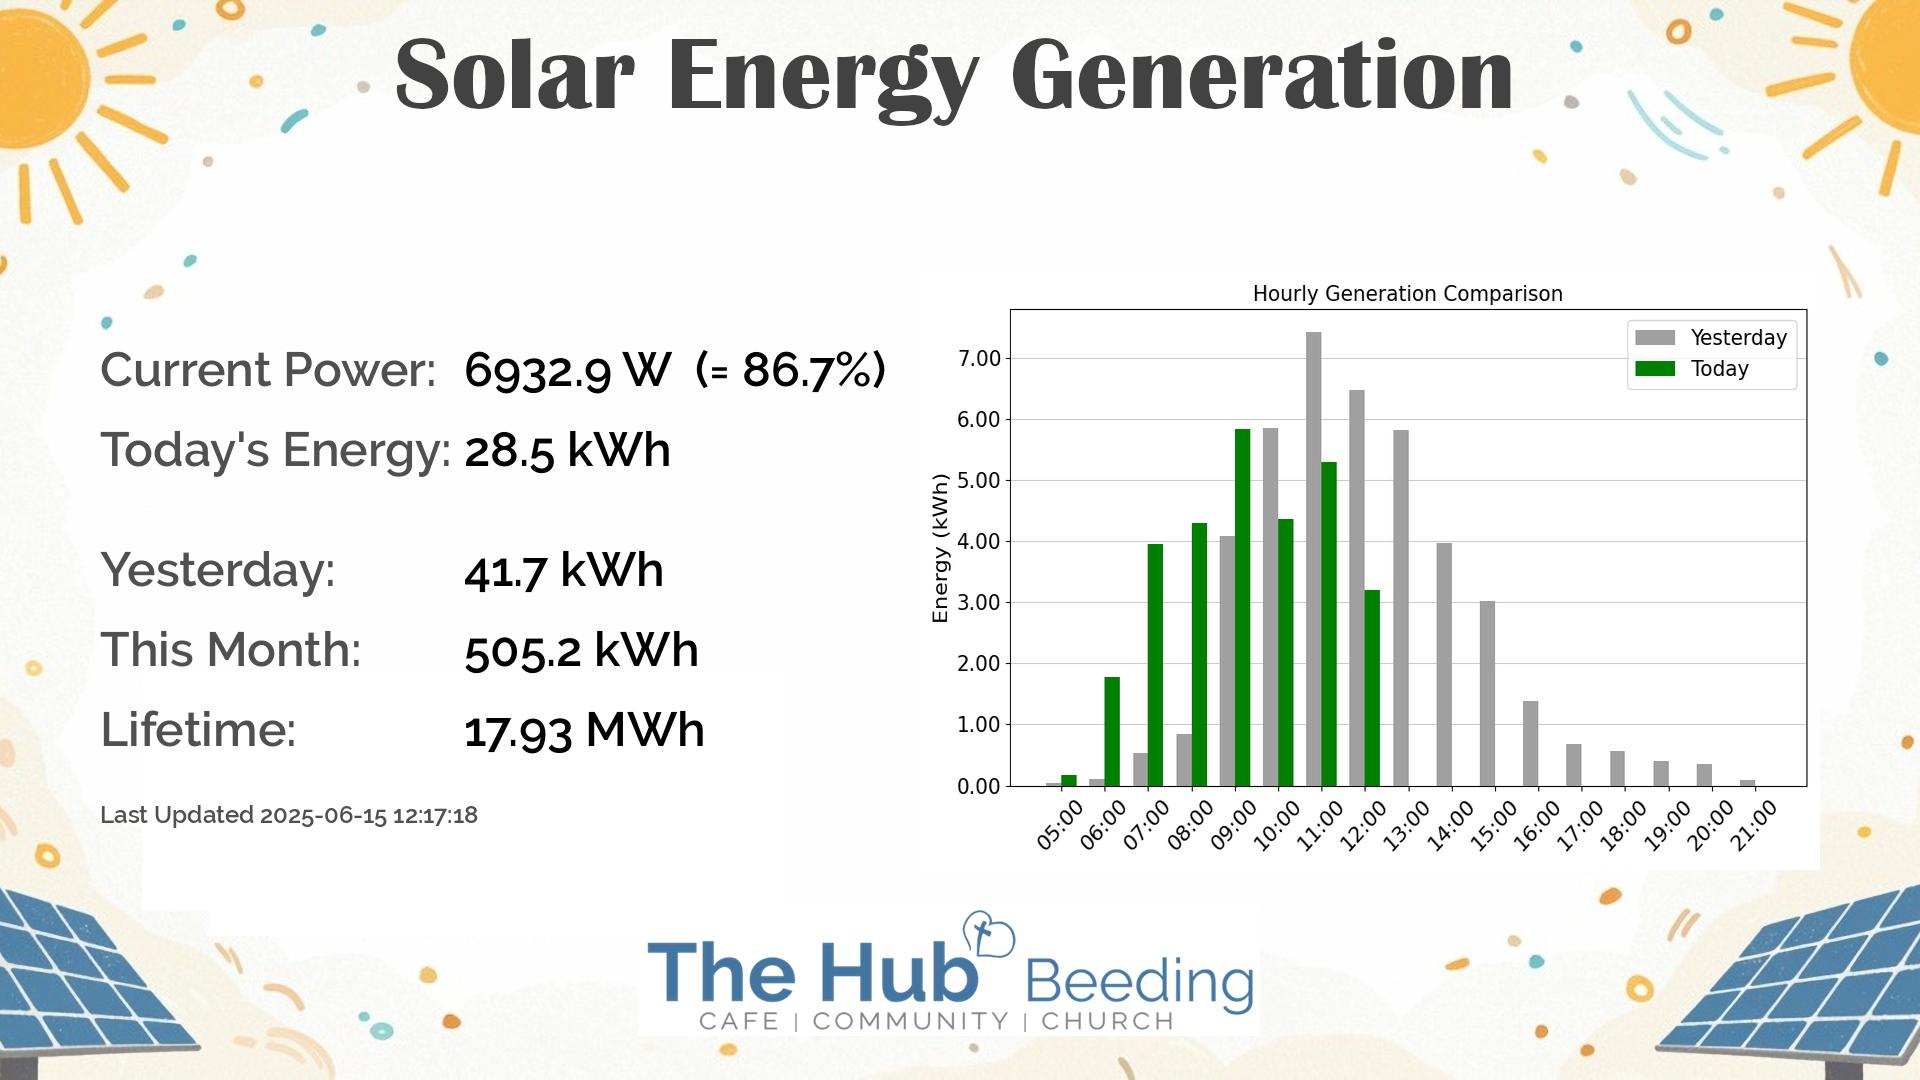 Solar Energy Generation
Current Power: 6932.9 W (= 86.7%)
Today's Energy: 28.5 kWh
Yesterday: 41.7 kWh
This Month: 505.2 kWh
Lifetime: 17.93 MWh
Last Updated 2025-06-15 12:17:18
Hourly Generation Comparison
Yesterday
Today
Energy (kWh)
7.00
6.00
5.00
4.00
3.00
2.00
1.00
0.00
05:00 06:00 07:00 08:00 09:00 10:00 11:00 12:00 13:00 14:00 15:00 16:00 17:00 18:00 19:00 20:00 21:00
The Hub Beeding
CAFE | COMMUNITY | CHURCH